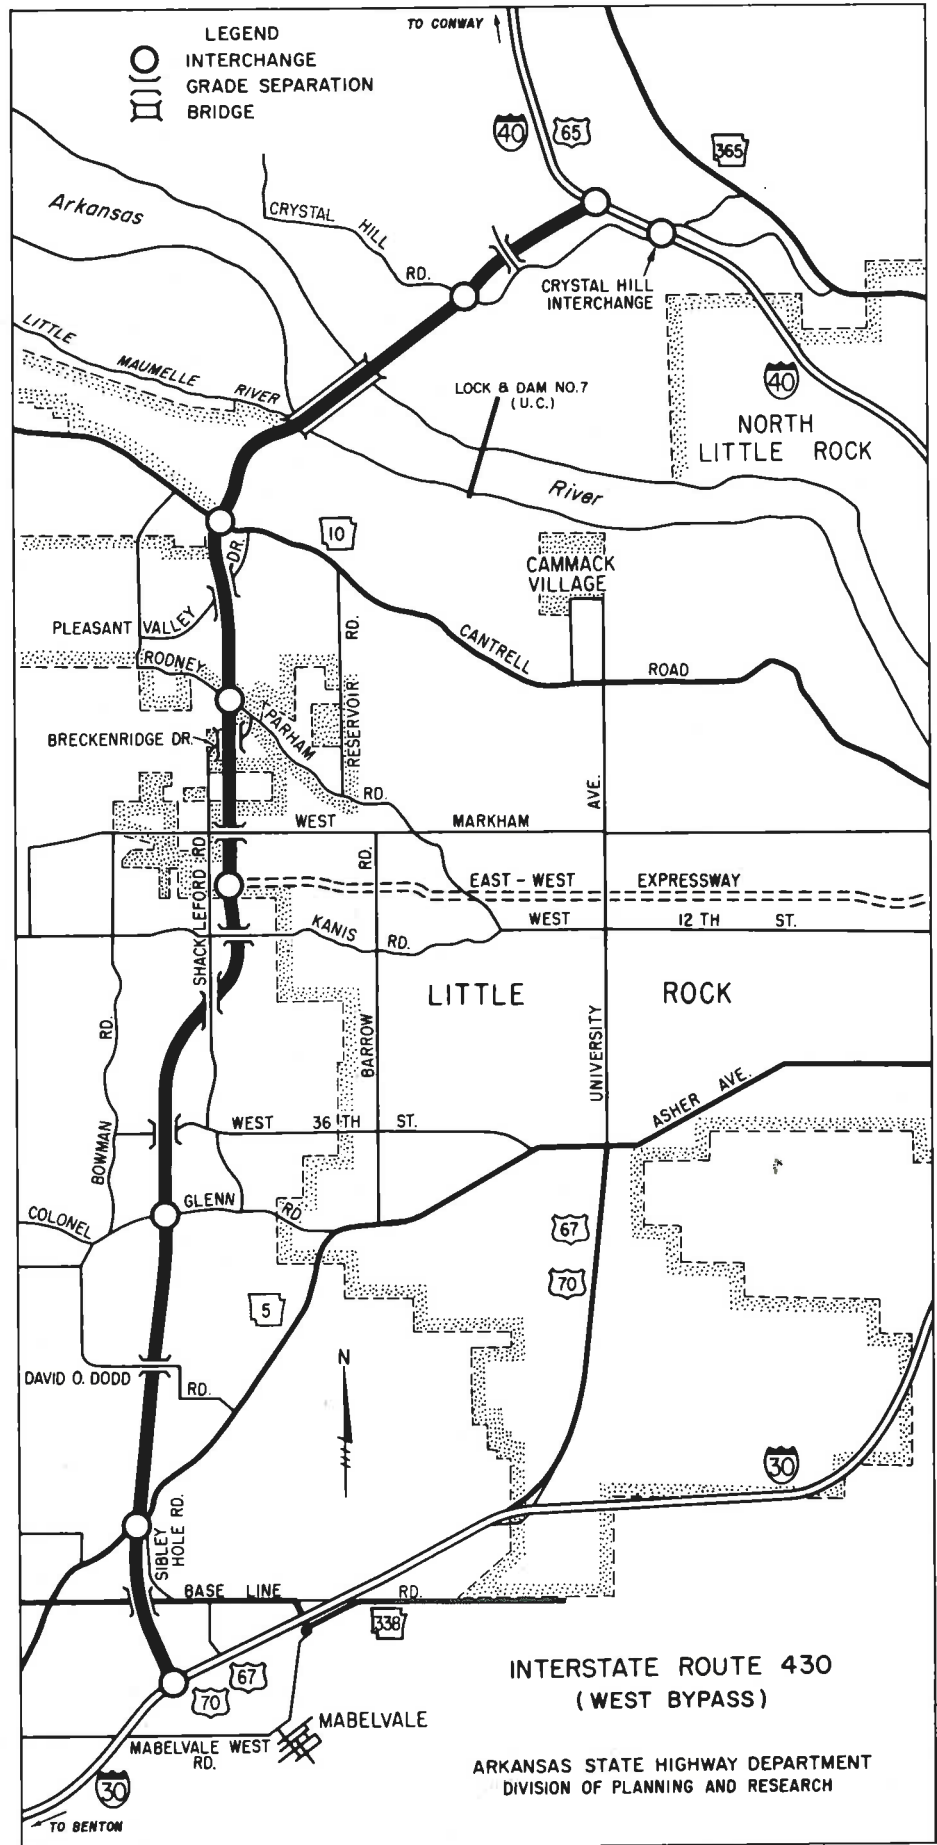 TO CONWAY
LEGEND
INTERCHANGE
GRADE SEPARATION
BRIDGE
40
65
365
Arkansas
CRYSTAL HILL RD.
CRYSTAL HILL
INTERCHANGE
LITTLE MAUMELLE RIVER
40
LOCK & DAM NO. 7
(U.C.)
NORTH
LITTLE ROCK
River
10
DR.
CAMMACK
VILLAGE
PLEASANT VALLEY
RD.
CANTRELL ROAD
RODNEY PARHAM RD.
RESERVOIR
BRECKENRIDGE DR.
AVE.
WEST MARKHAM
RD.
EAST - WEST EXPRESSWAY
SHACKLEFORD RD
KANIS RD.
WEST 12 TH ST.
LITTLE ROCK
RD.
BARROW
UNIVERSITY
ASHER AVE.
WEST 36 TH ST.
BOWMAN
COLONEL GLENN RD
67
70
5
N
DAVID O. DODD RD.
30
SIBLEY
HOLE RD.
BASE LINE RD.
338
67
70
INTERSTATE ROUTE 430
(WEST BYPASS)
MABELVALE
MABELVALE WEST
RD.
ARKANSAS STATE HIGHWAY DEPARTMENT
DIVISION OF PLANNING AND RESEARCH
30
TO BENTON